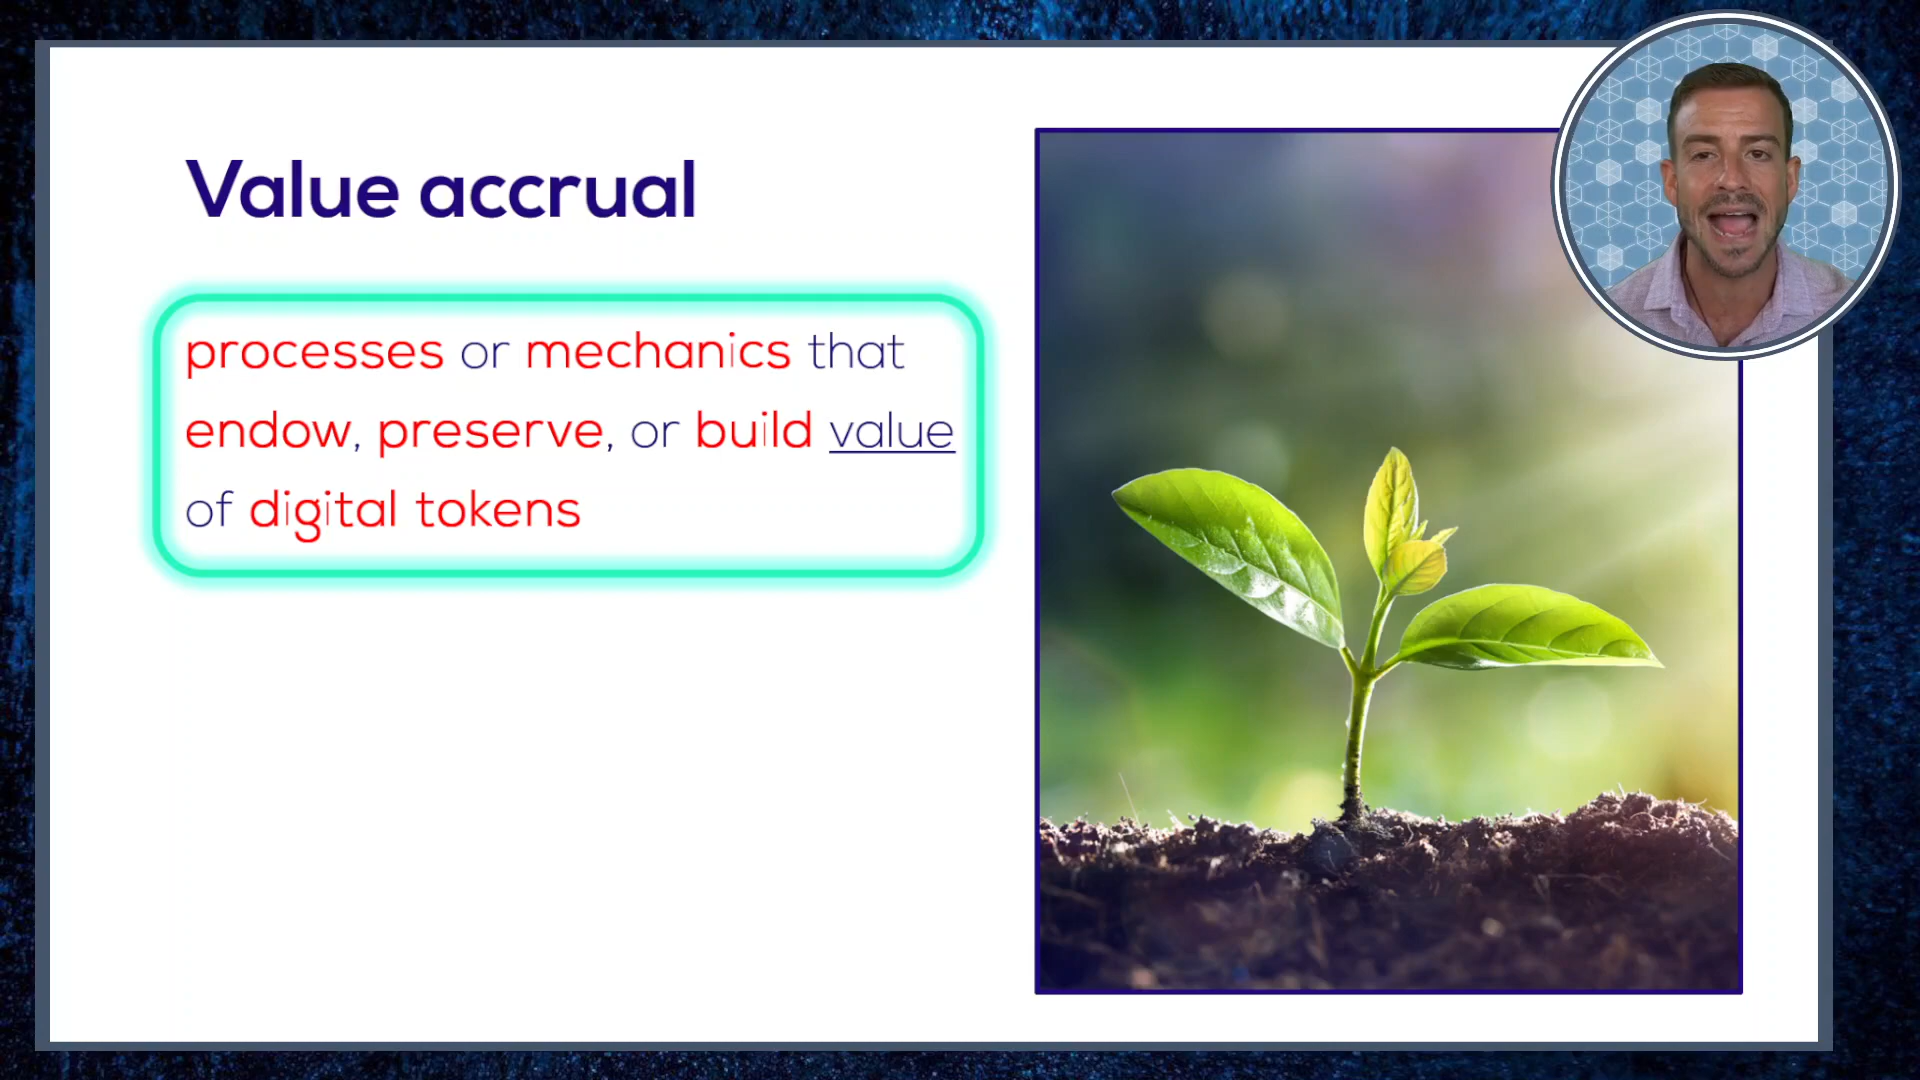 Value accrual
processes or mechanics that
endow, preserve, or build value
of digital tokens